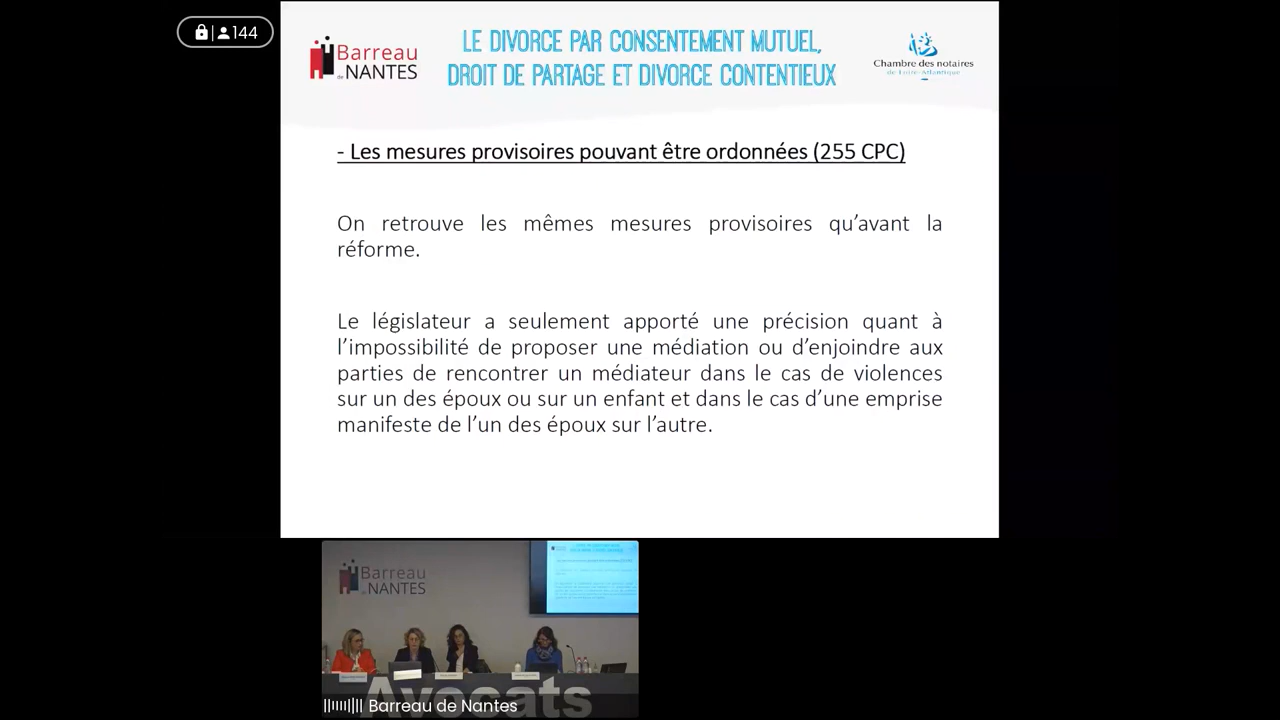 144
Barreau
de NANTES
LE DIVORCE PAR CONSENTEMENT MUTUEL,
DROIT DE PARTAGE ET DIVORCE CONTENTIEUX
Chambre des notaires
de Loire-Atlantique
- Les mesures provisoires pouvant être ordonnées (255 CPC)
On retrouve les mêmes mesures provisoires qu’avant la
réforme.
Le législateur a seulement apporté une précision quant à
l’impossibilité de proposer une médiation ou d’enjoindre aux
parties de rencontrer un médiateur dans le cas de violences
sur un des époux ou sur un enfant et dans le cas d’une emprise
manifeste de l’un des époux sur l’autre.
Barreau
de NANTES
Avocats
Barreau de Nantes